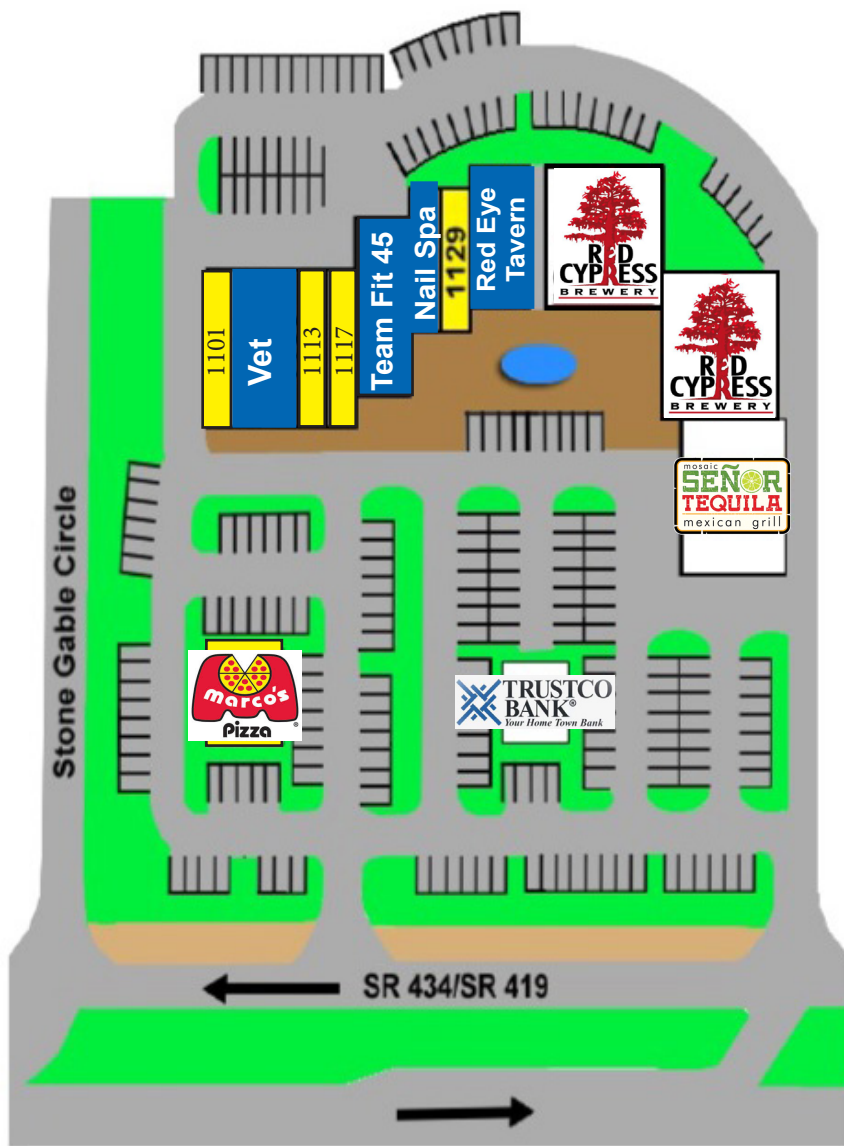 Red Eye
Tavern
Nail Spa
1129
Team Fit 45
RED
CYPRESS
BREWERY
RED
CYPRESS
BREWERY
1101
Vet
1113
1117
mosaic
SEÑOR
TEQUILA
mexican grill
Stone Gable Circle
marco's
Pizza
®
TRUSTCO
BANK®
Your Home Town Bank
SR 434/SR 419